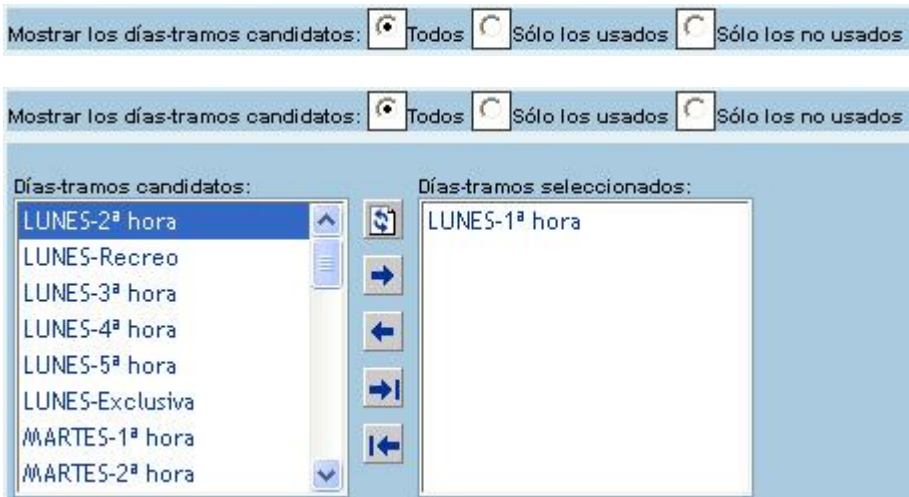 Mostrar los días-tramos candidatos: Todos Sólo los usados Sólo los no usados
Mostrar los días-tramos candidatos: Todos Sólo los usados Sólo los no usados
Días-tramos candidatos:
LUNES-2ª hora
LUNES-Recreo
LUNES-3ª hora
LUNES-4ª hora
LUNES-5ª hora
LUNES-Exclusiva
MARTES-1ª hora
MARTES-2ª hora
Días-tramos seleccionados:
LUNES-1ª hora